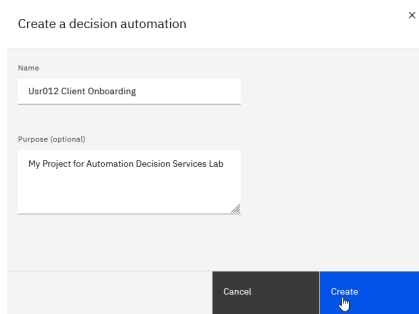 Create a decision automation
Name
Usr012 Client Onboarding
Purpose (optional)
My Project for Automation Decision Services Lab
Cancel
Create